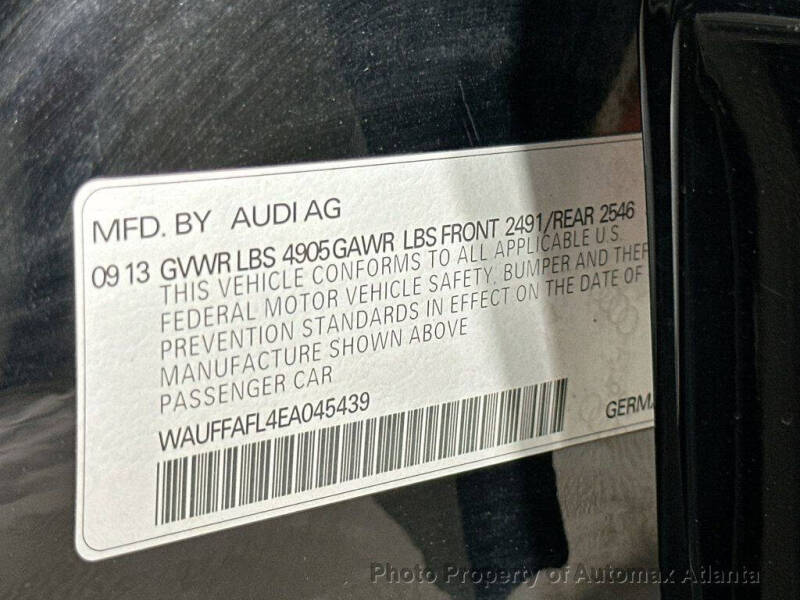 MFD. BY AUDI AG
09 13 GVWR LBS 4905 GAWR LBS FRONT 2491/REAR 2546
THIS VEHICLE CONFORMS TO ALL APPLICABLE U.S.
FEDERAL MOTOR VEHICLE SAFETY, BUMPER AND THEF
PREVENTION STANDARDS IN EFFECT ON THE DATE OF
MANUFACTURE SHOWN ABOVE
PASSENGER CAR
WAUFFAFL4EA045439
GERMA
Photo Property of Automax Atlanta